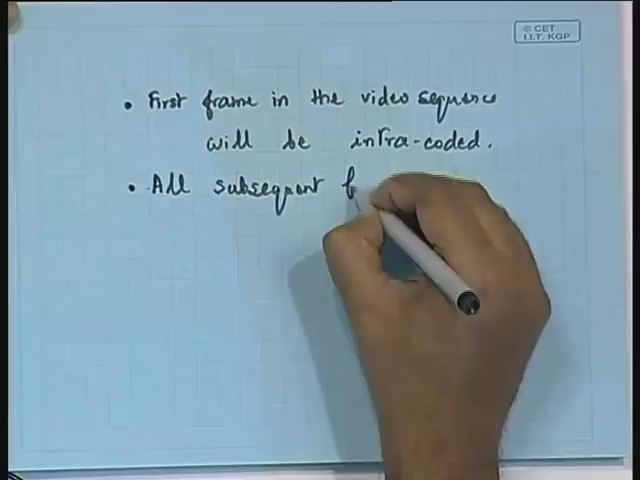 © CET
I.I.T. KGP
• First frame in the video sequence
will be intra-coded.
• All subsequent f